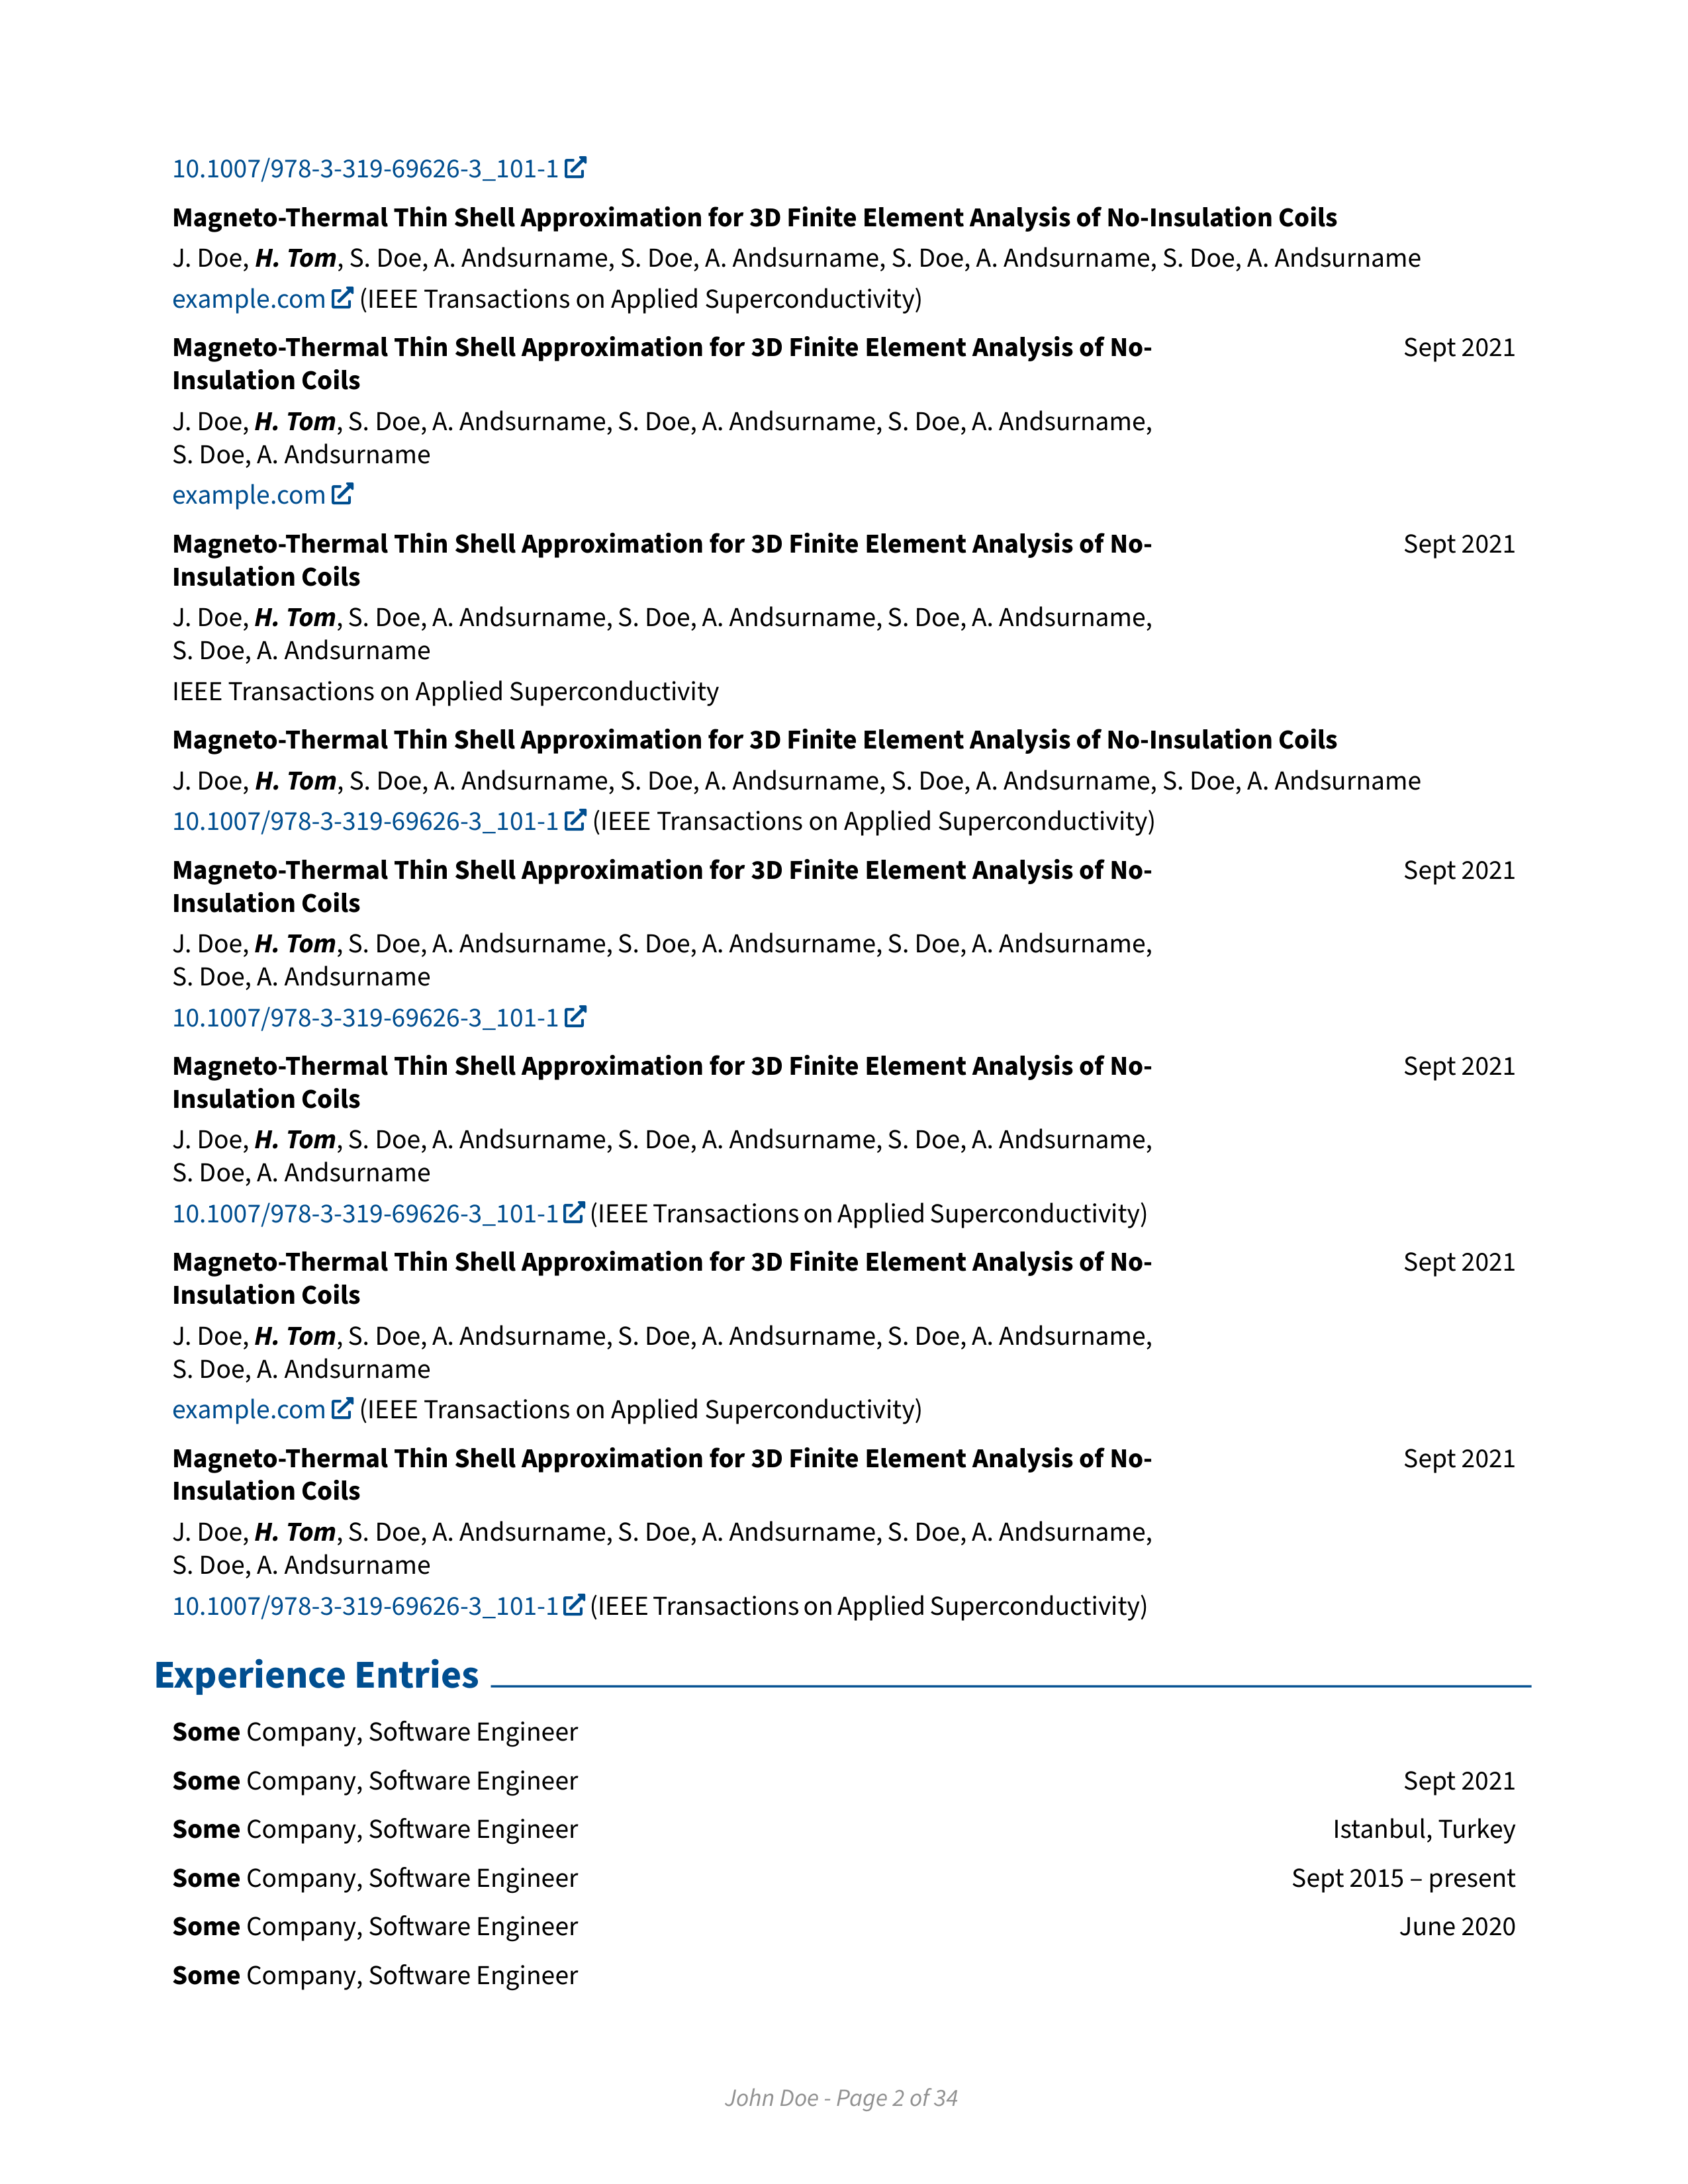 10.1007/978-3-319-69626-3_101-1
Magneto-Thermal Thin Shell Approximation for 3D Finite Element Analysis of No-Insulation Coils
J. Doe, H. Tom, S. Doe, A. Andsurname, S. Doe, A. Andsurname, S. Doe, A. Andsurname, S. Doe, A. Andsurname
example.com (IEEE Transactions on Applied Superconductivity)
Magneto-Thermal Thin Shell Approximation for 3D Finite Element Analysis of No- Sept 2021
Insulation Coils
J. Doe, H. Tom, S. Doe, A. Andsurname, S. Doe, A. Andsurname, S. Doe, A. Andsurname,
S. Doe, A. Andsurname
example.com
Magneto-Thermal Thin Shell Approximation for 3D Finite Element Analysis of No- Sept 2021
Insulation Coils
J. Doe, H. Tom, S. Doe, A. Andsurname, S. Doe, A. Andsurname, S. Doe, A. Andsurname,
S. Doe, A. Andsurname
IEEE Transactions on Applied Superconductivity
Magneto-Thermal Thin Shell Approximation for 3D Finite Element Analysis of No-Insulation Coils
J. Doe, H. Tom, S. Doe, A. Andsurname, S. Doe, A. Andsurname, S. Doe, A. Andsurname, S. Doe, A. Andsurname
10.1007/978-3-319-69626-3_101-1 (IEEE Transactions on Applied Superconductivity)
Magneto-Thermal Thin Shell Approximation for 3D Finite Element Analysis of No- Sept 2021
Insulation Coils
J. Doe, H. Tom, S. Doe, A. Andsurname, S. Doe, A. Andsurname, S. Doe, A. Andsurname,
S. Doe, A. Andsurname
10.1007/978-3-319-69626-3_101-1
Magneto-Thermal Thin Shell Approximation for 3D Finite Element Analysis of No- Sept 2021
Insulation Coils
J. Doe, H. Tom, S. Doe, A. Andsurname, S. Doe, A. Andsurname, S. Doe, A. Andsurname,
S. Doe, A. Andsurname
10.1007/978-3-319-69626-3_101-1 (IEEE Transactions on Applied Superconductivity)
Magneto-Thermal Thin Shell Approximation for 3D Finite Element Analysis of No- Sept 2021
Insulation Coils
J. Doe, H. Tom, S. Doe, A. Andsurname, S. Doe, A. Andsurname, S. Doe, A. Andsurname,
S. Doe, A. Andsurname
example.com (IEEE Transactions on Applied Superconductivity)
Magneto-Thermal Thin Shell Approximation for 3D Finite Element Analysis of No- Sept 2021
Insulation Coils
J. Doe, H. Tom, S. Doe, A. Andsurname, S. Doe, A. Andsurname, S. Doe, A. Andsurname,
S. Doe, A. Andsurname
10.1007/978-3-319-69626-3_101-1 (IEEE Transactions on Applied Superconductivity)
Experience Entries
Some Company, Software Engineer
Some Company, Software Engineer Sept 2021
Some Company, Software Engineer Istanbul, Turkey
Some Company, Software Engineer Sept 2015 – present
Some Company, Software Engineer June 2020
Some Company, Software Engineer
John Doe - Page 2 of 34